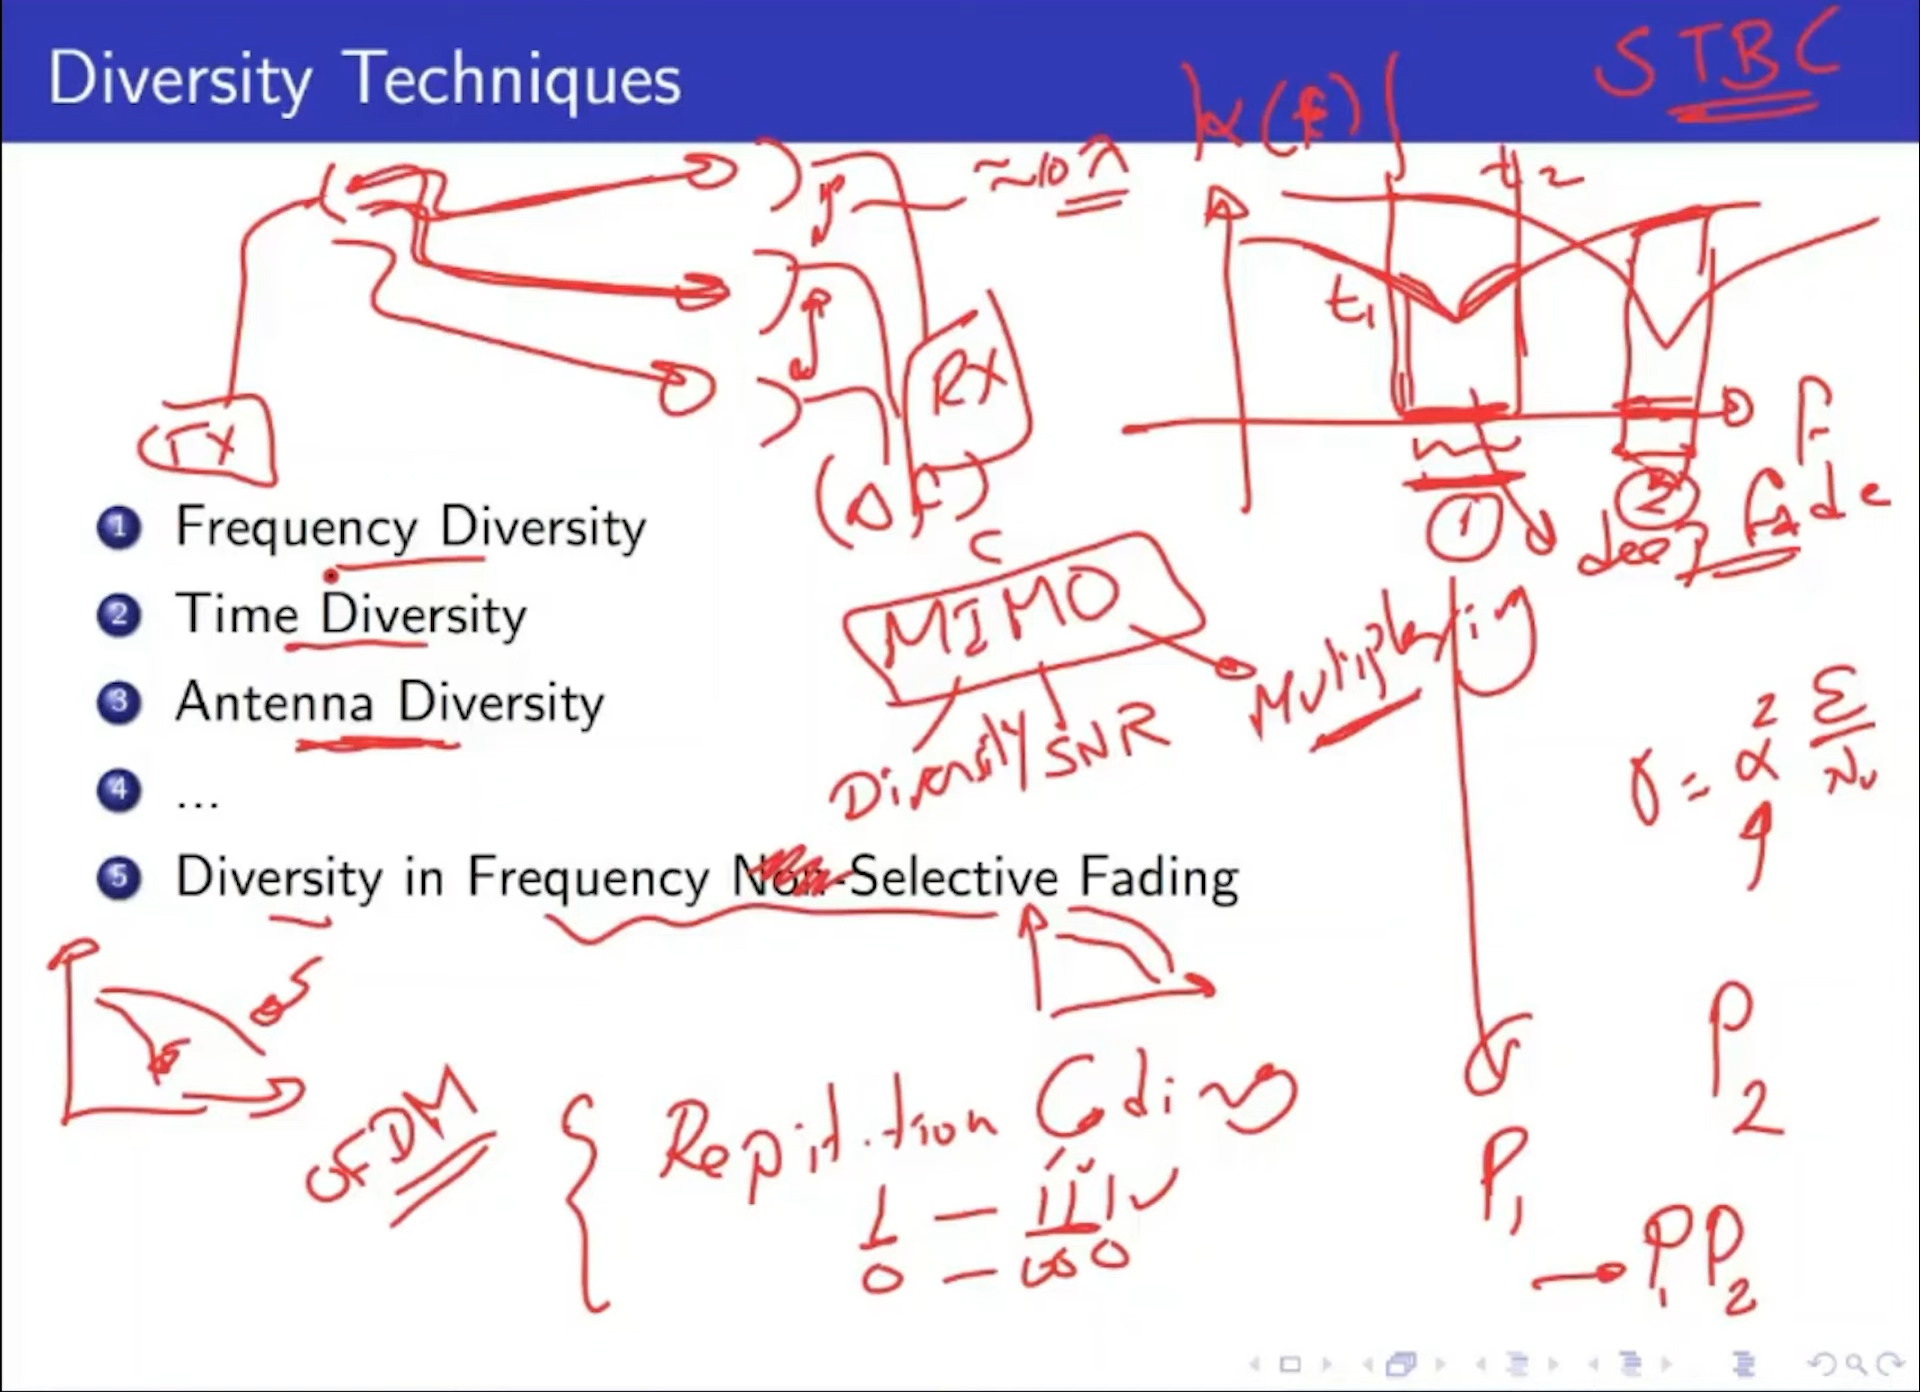 Diversity Techniques
STBC
|α(f)|
≈10λ
t2
t1
RX
TX
F
(Δf)c
1
2
deep fade
1 Frequency Diversity
2 Time Diversity
3 Antenna Diversity
4 ...
5 Diversity in Frequency Non-Selective Fading
MIMO
Multiplexing
Diversity SNR
γ = α² ε/N₀
P2
OFDM
Repitition Coding
P1
1 — 111
0 — 000
→ P1P2